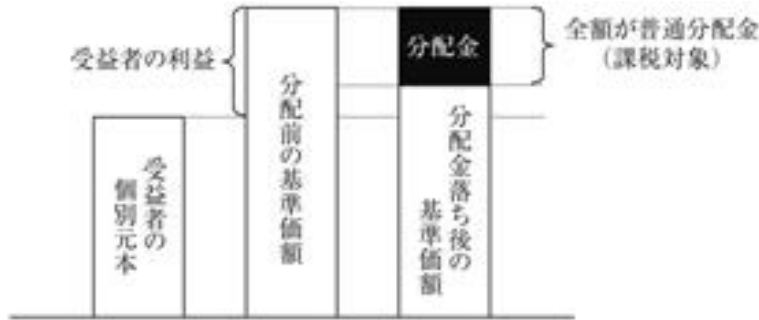 受益者の利益
分配金
全額が普通分配金
（課税対象）
受益者の
個別元本
分配前の基準価額
分配金落ち後の
基準価額